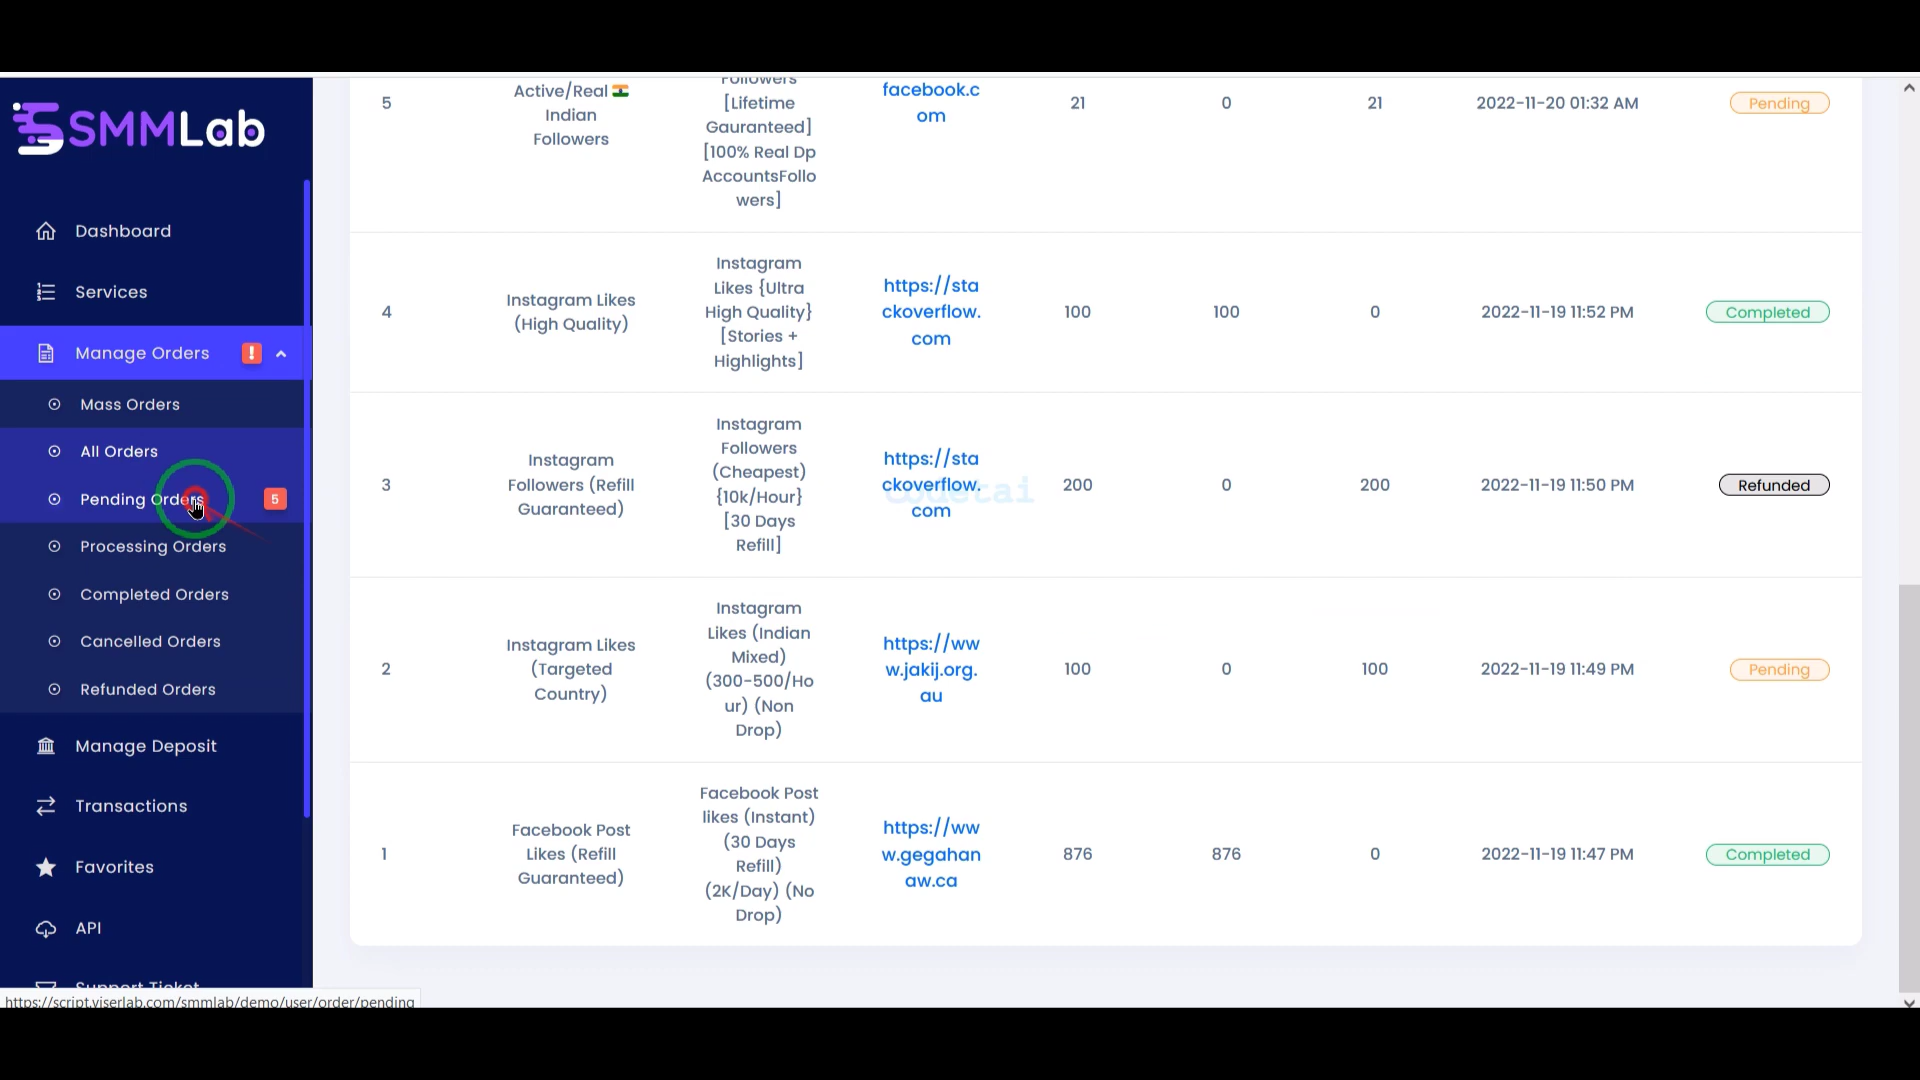 SMMLab
Dashboard
Services
Manage Orders !
Mass Orders
All Orders
Pending Orders 5
Processing Orders
Completed Orders
Cancelled Orders
Refunded Orders
Manage Deposit
Transactions
Favorites
API
Support Ticket
https://script.viserlab.com/smmlab/demo/user/order/pending
5
Active/Real
Indian
Followers
Followers
[Lifetime
Gauranteed]
[100% Real Dp
AccountsFollo
wers]
facebook.c
om
21
0
21
2022-11-20 01:32 AM
Pending
4
Instagram Likes
(High Quality)
Instagram
Likes {Ultra
High Quality}
[Stories +
Highlights]
https://sta
ckoverflow.
com
100
100
0
2022-11-19 11:52 PM
Completed
3
Instagram
Followers (Refill
Guaranteed)
Instagram
Followers
(Cheapest)
{10k/Hour}
[30 Days
Refill]
https://sta
ckoverflow.
com
200
0
200
2022-11-19 11:50 PM
Refunded
2
Instagram Likes
(Targeted
Country)
Instagram
Likes (Indian
Mixed)
(300-500/Ho
ur) (Non
Drop)
https://ww
w.jakij.org.
au
100
0
100
2022-11-19 11:49 PM
Pending
1
Facebook Post
Likes (Refill
Guaranteed)
Facebook Post
likes (Instant)
(30 Days
Refill)
(2K/Day) (No
Drop)
https://ww
w.gegahan
aw.ca
876
876
0
2022-11-19 11:47 PM
Completed